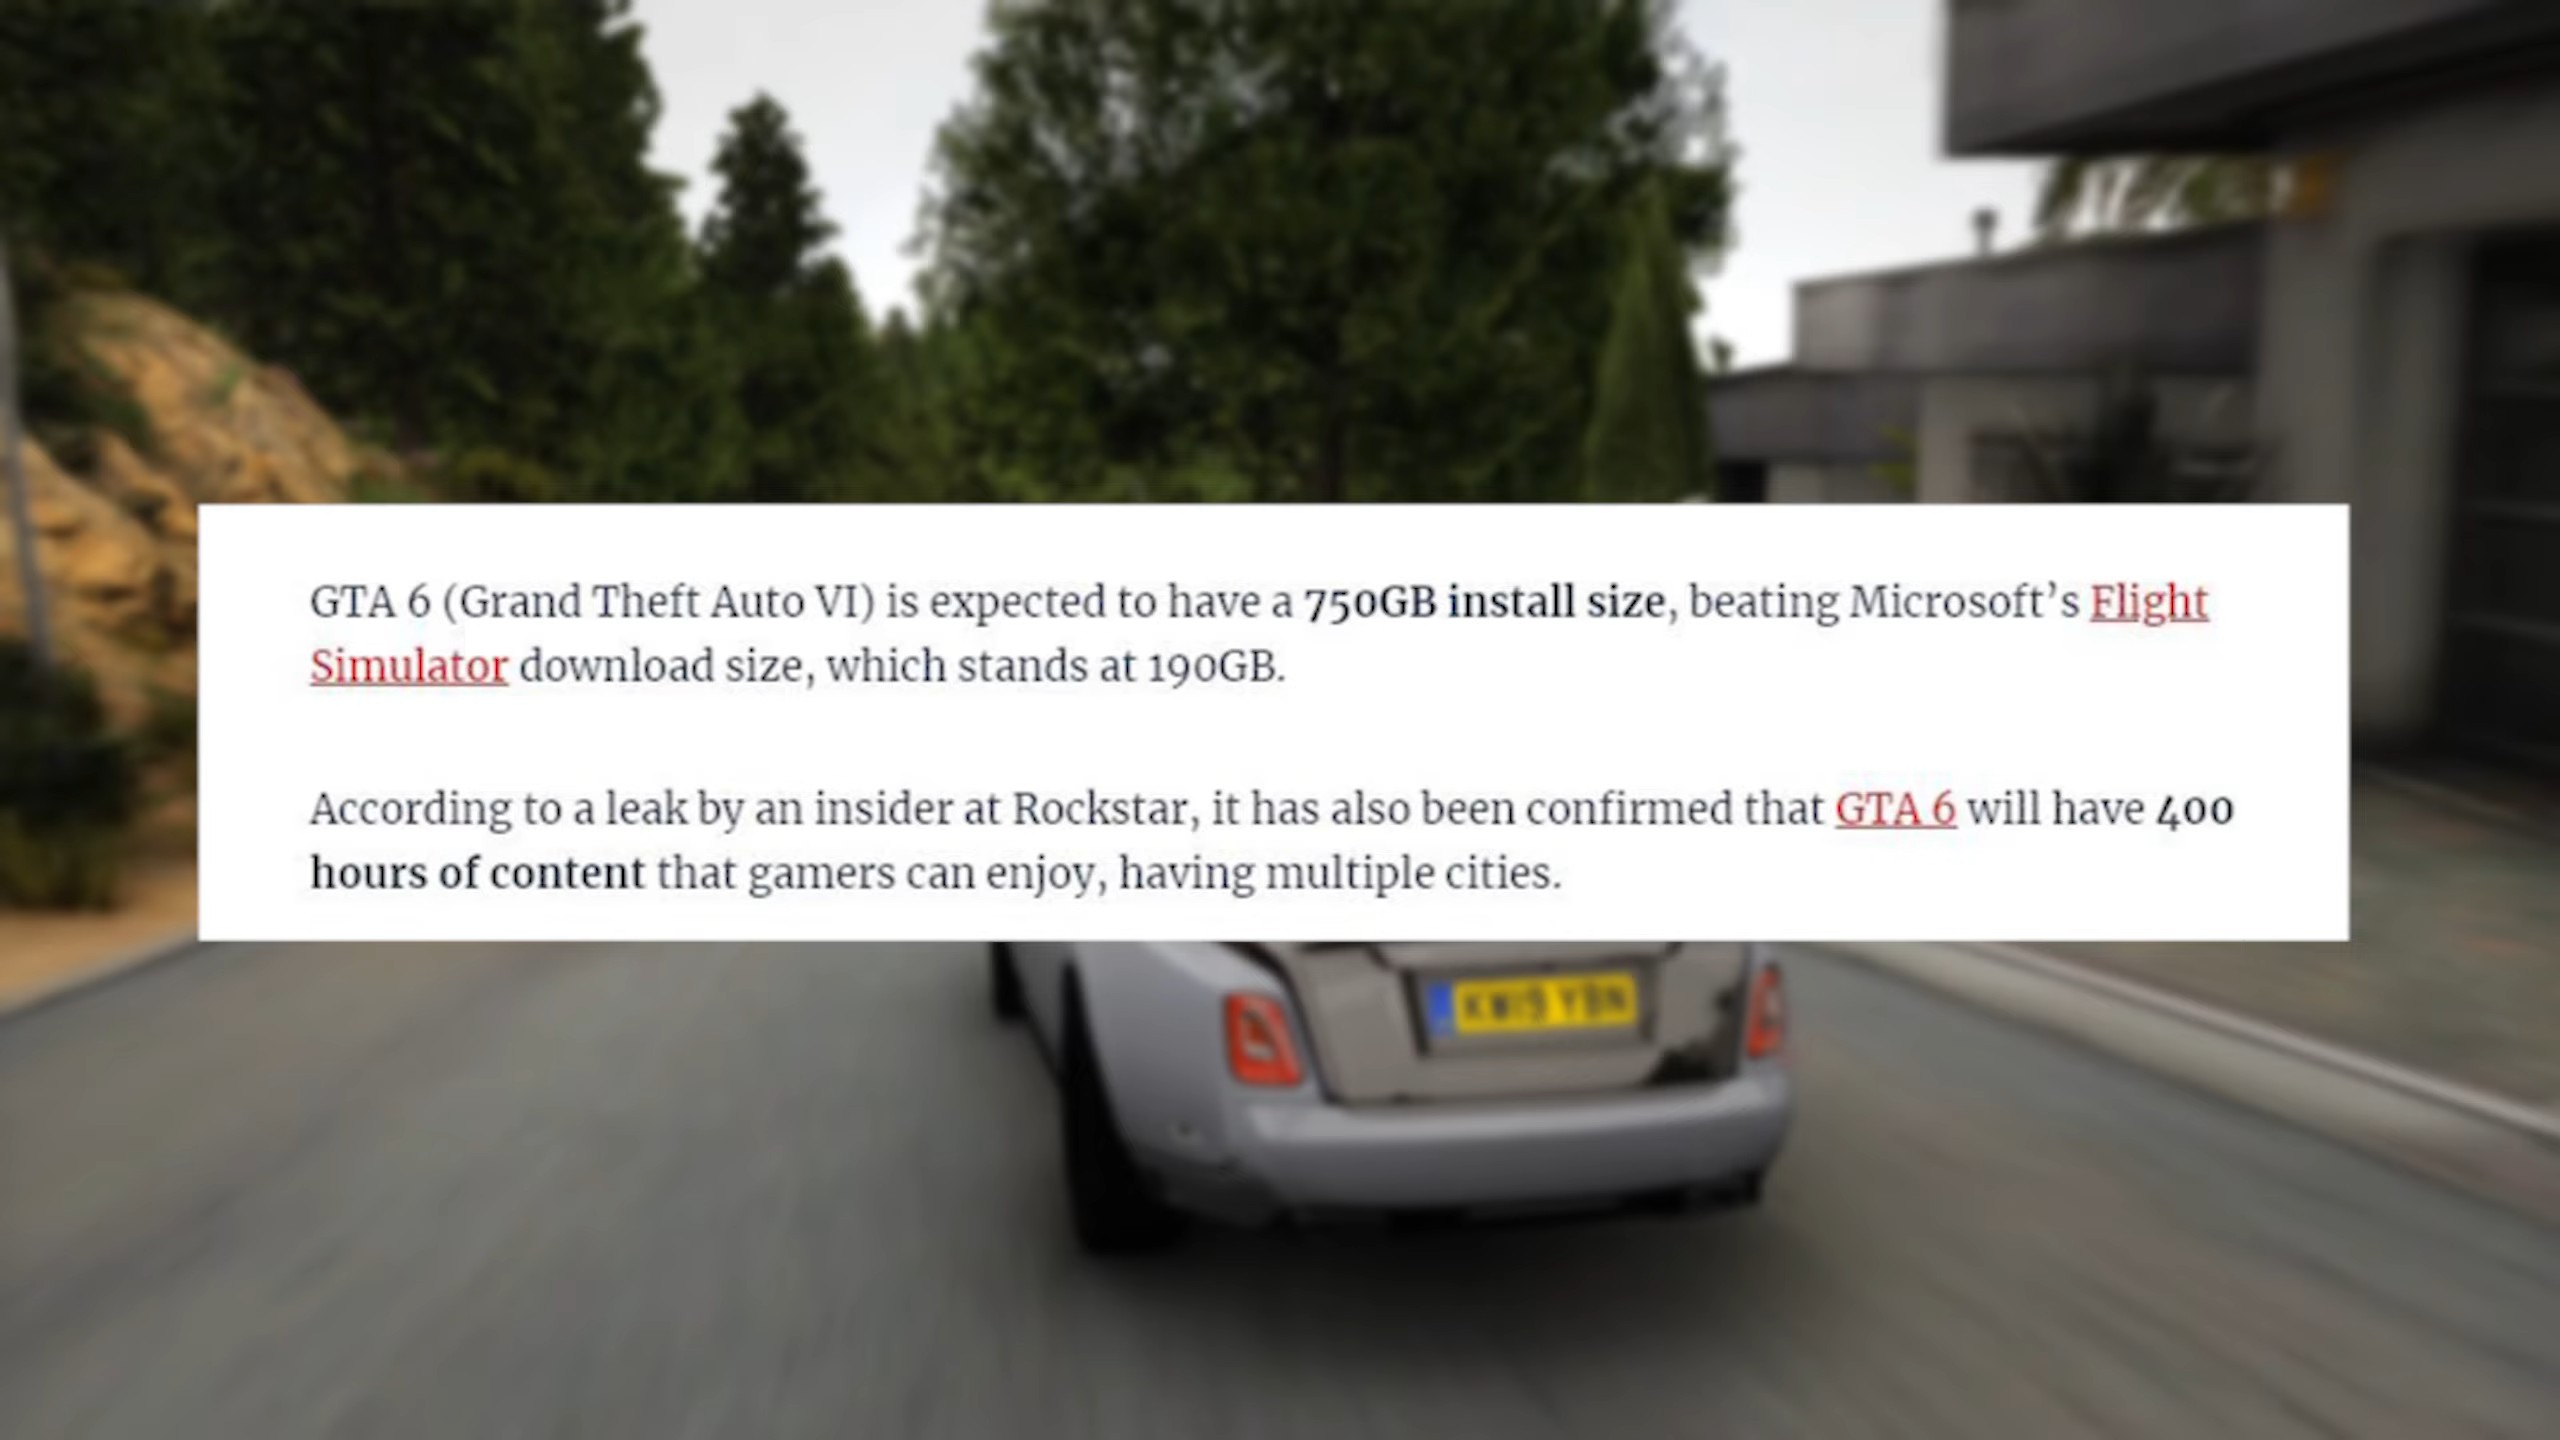 GTA 6 (Grand Theft Auto VI) is expected to have a 750GB install size, beating Microsoft’s Flight
Simulator download size, which stands at 190GB.
According to a leak by an insider at Rockstar, it has also been confirmed that GTA 6 will have 400
hours of content that gamers can enjoy, having multiple cities.
KW19 YBN